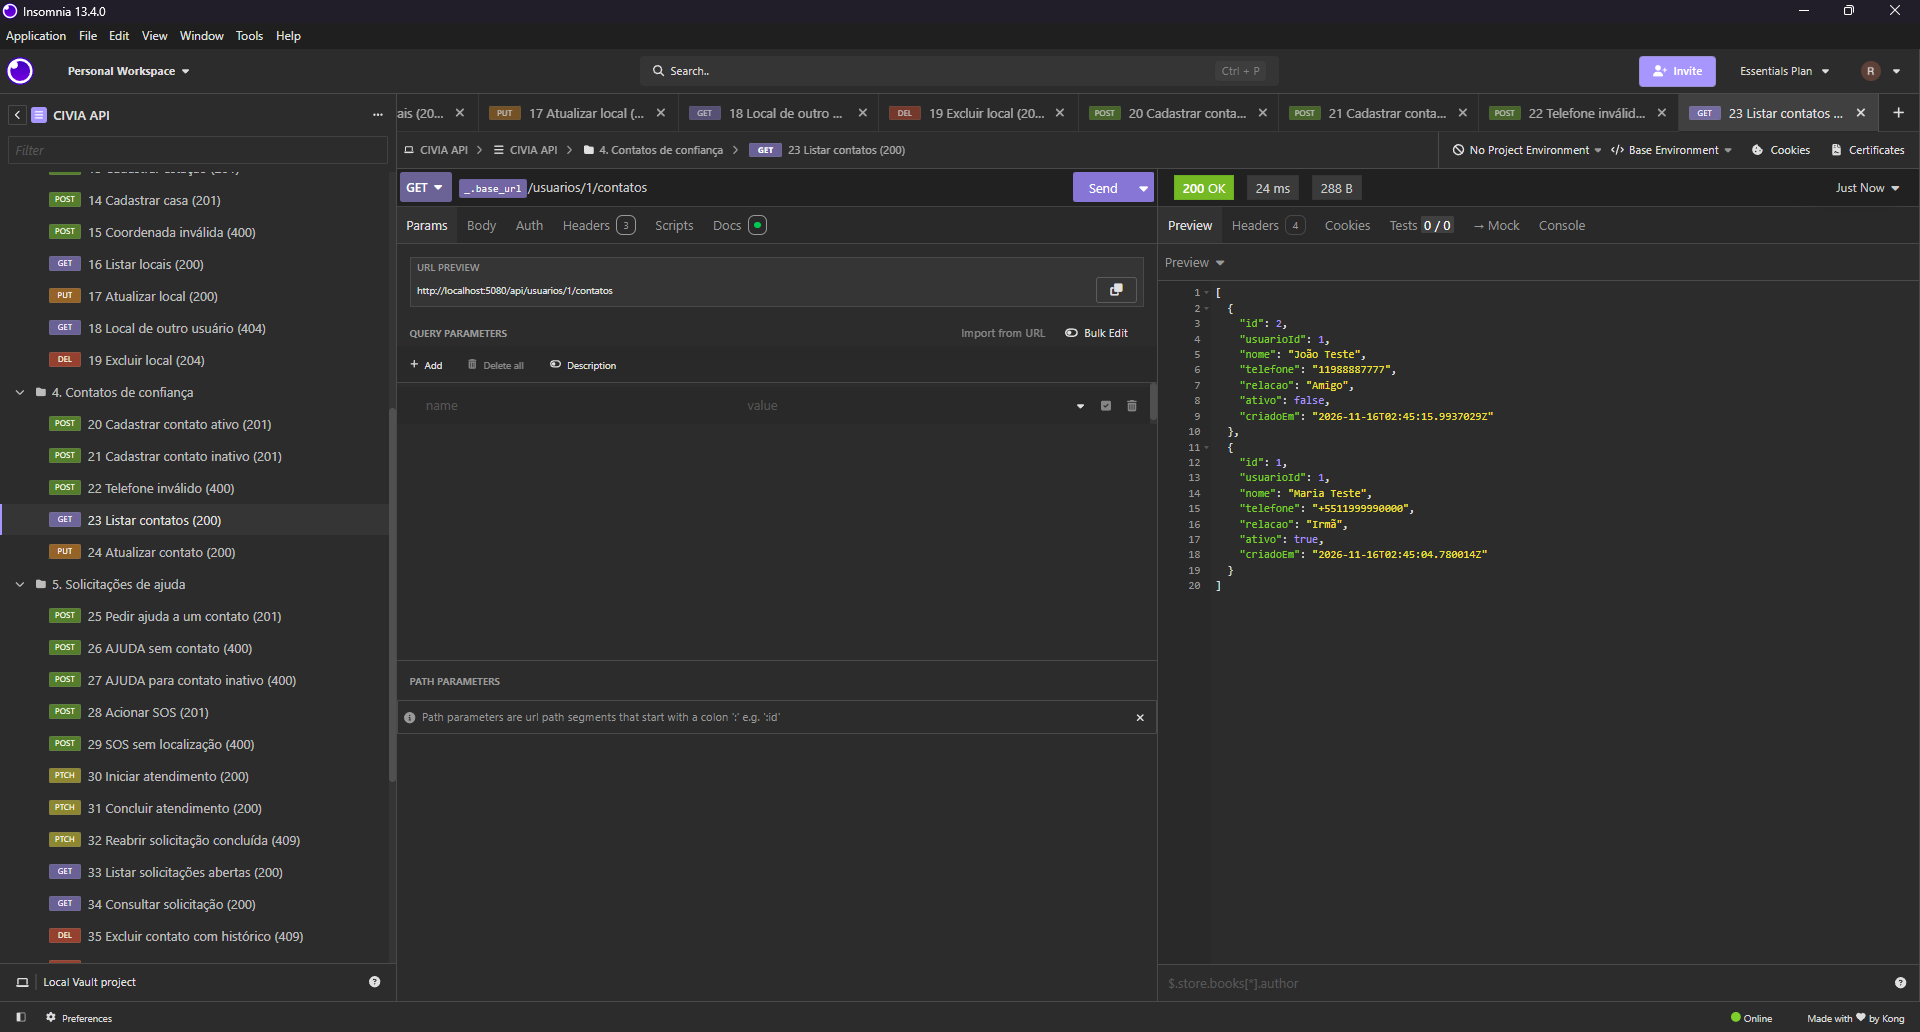 Insomnia 13.4.0
Application File Edit View Window Tools Help
Personal Workspace
Search..
Ctrl + P
Invite
Essentials Plan
R
CIVIA API
Filter
14 Cadastrar casa (201)
POST
15 Coordenada inválida (400)
POST
16 Listar locais (200)
GET
17 Atualizar local (200)
PUT
18 Local de outro usuário (404)
GET
19 Excluir local (204)
DEL
4. Contatos de confiança
POST 20 Cadastrar contato ativo (201)
POST 21 Cadastrar contato inativo (201)
POST 22 Telefone inválido (400)
GET 23 Listar contatos (200)
PUT 24 Atualizar contato (200)
5. Solicitações de ajuda
POST 25 Pedir ajuda a um contato (201)
POST 26 AJUDA sem contato (400)
POST 27 AJUDA para contato inativo (400)
POST 28 Acionar SOS (201)
POST 29 SOS sem localização (400)
PTCH 30 Iniciar atendimento (200)
PTCH 31 Concluir atendimento (200)
PTCH 32 Reabrir solicitação concluída (409)
GET 33 Listar solicitações abertas (200)
GET 34 Consultar solicitação (200)
DEL 35 Excluir contato com histórico (409)
Local Vault project
Preferences
ais (20...
PUT 17 Atualizar local (...
GET 18 Local de outro ...
DEL 19 Excluir local (20...
POST 20 Cadastrar conta...
POST 21 Cadastrar conta...
POST 22 Telefone inválid...
GET 23 Listar contatos ...
CIVIA API > CIVIA API > 4. Contatos de confiança > GET 23 Listar contatos (200)
No Project Environment
</> Base Environment
Cookies
Certificates
GET _.base_url/usuarios/1/contatos
Send
Params Body Auth Headers 3 Scripts Docs
URL PREVIEW
http://localhost:5080/api/usuarios/1/contatos
QUERY PARAMETERS
Import from URL
Bulk Edit
+ Add
Delete all
Description
name value
PATH PARAMETERS
Path parameters are url path segments that start with a colon ':' e.g. ':id'
200 OK 24 ms 288 B
Just Now
Preview Headers 4 Cookies Tests 0 / 0 → Mock Console
Preview
1 [
2 {
3 "id": 2,
4 "usuarioId": 1,
5 "nome": "João Teste",
6 "telefone": "11988887777",
7 "relacao": "Amigo",
8 "ativo": false,
9 "criadoEm": "2026-11-16T02:45:15.9937029Z"
10 },
11 {
12 "id": 1,
13 "usuarioId": 1,
14 "nome": "Maria Teste",
15 "telefone": "+5511999990000",
16 "relacao": "Irmã",
17 "ativo": true,
18 "criadoEm": "2026-11-16T02:45:04.780014Z"
19 }
20 ]
$.store.books[*].author
Online
Made with ♥ by Kong